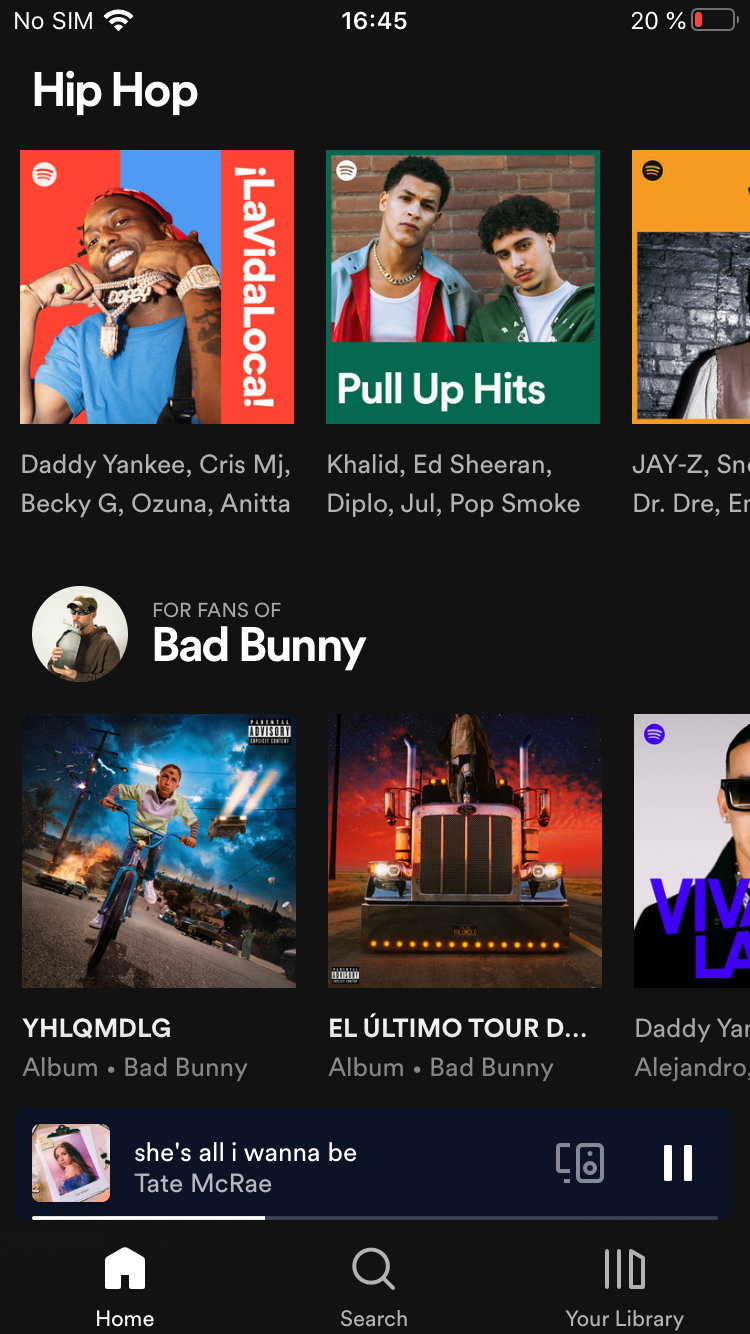 No SIM 16:45 20 %
Hip Hop
¡LaVidaLoca!
Pull Up Hits
Daddy Yankee, Cris Mj,
Becky G, Ozuna, Anitta
Khalid, Ed Sheeran,
Diplo, Jul, Pop Smoke
JAY-Z, Sno
Dr. Dre, Er
FOR FANS OF
Bad Bunny
PARENTAL
ADVISORY
EXPLICIT CONTENT
PARENTAL
ADVISORY
EXPLICIT CONTENT
VIVA
LA
YHLQMDLG
Album • Bad Bunny
EL ÚLTIMO TOUR D...
Album • Bad Bunny
Daddy Yan
Alejandro,
she's all i wanna be
Tate McRae
Home
Search
Your Library